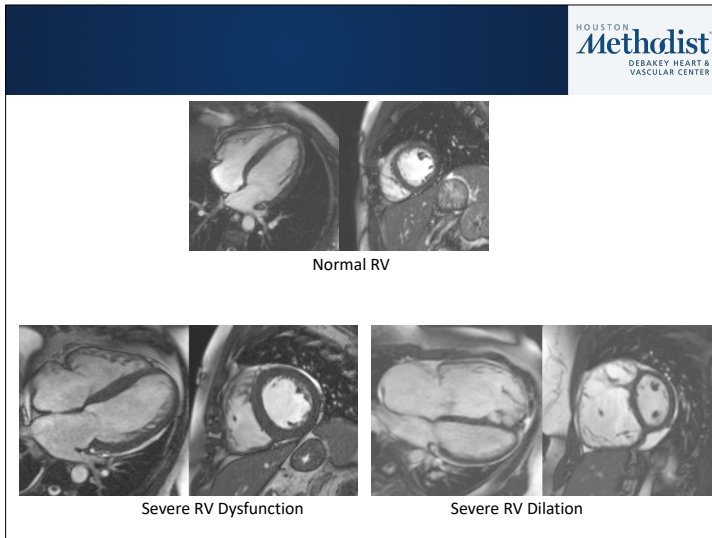 HOUSTON
Methodist
DEBAKEY HEART &
VASCULAR CENTER
Normal RV
Severe RV Dysfunction
Severe RV Dilation